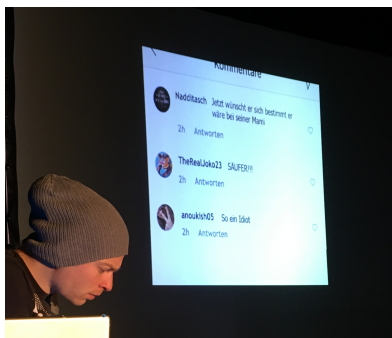 Kommentare
Nadditasch Jetzt wünscht er sich bestimmt er
wäre bei seiner Mami
2h Antworten
TheRealJoko23 SÄUFER!!!
2h Antworten
anoukish05 So ein Idiot
2h Antworten